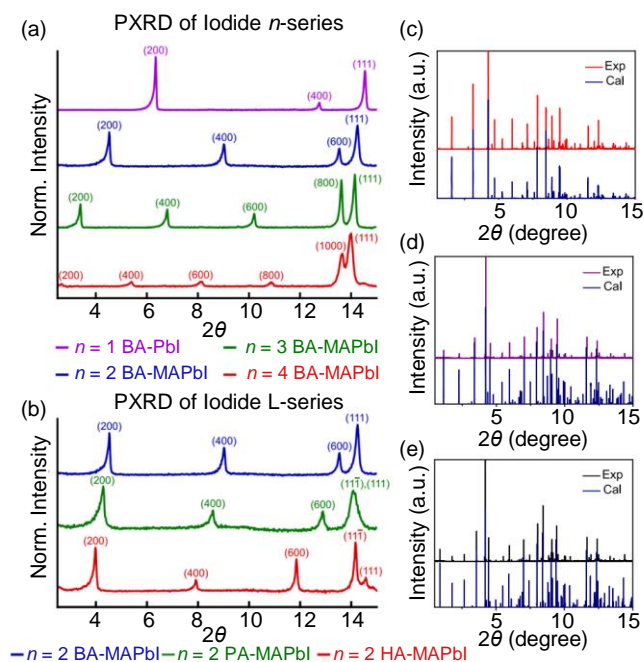 (a) PXRD of Iodide n-series
Norm. Intensity
(200) (400) (111)
(200) (400) (600) (111)
(200) (400) (600) (800) (111)
(200) (400) (600) (800) (1000) (111)
4 6 8 10 12 14
2θ
n = 1 BA-PbI n = 3 BA-MAPbI
n = 2 BA-MAPbI n = 4 BA-MAPbI
(b) PXRD of Iodide L-series
Norm. Intensity
(200) (400) (600) (111)
(200) (400) (600) (111̄),(111)
(200) (400) (600) (111̄) (111)
4 6 8 10 12 14
2θ
n = 2 BA-MAPbI n = 2 PA-MAPbI n = 2 HA-MAPbI
(c)
Intensity (a.u.)
Exp
Cal
5 10 15
2θ (degree)
(d)
Intensity (a.u.)
Exp
Cal
5 10 15
2θ (degree)
(e)
Intensity (a.u.)
Exp
Cal
5 10 15
2θ (degree)